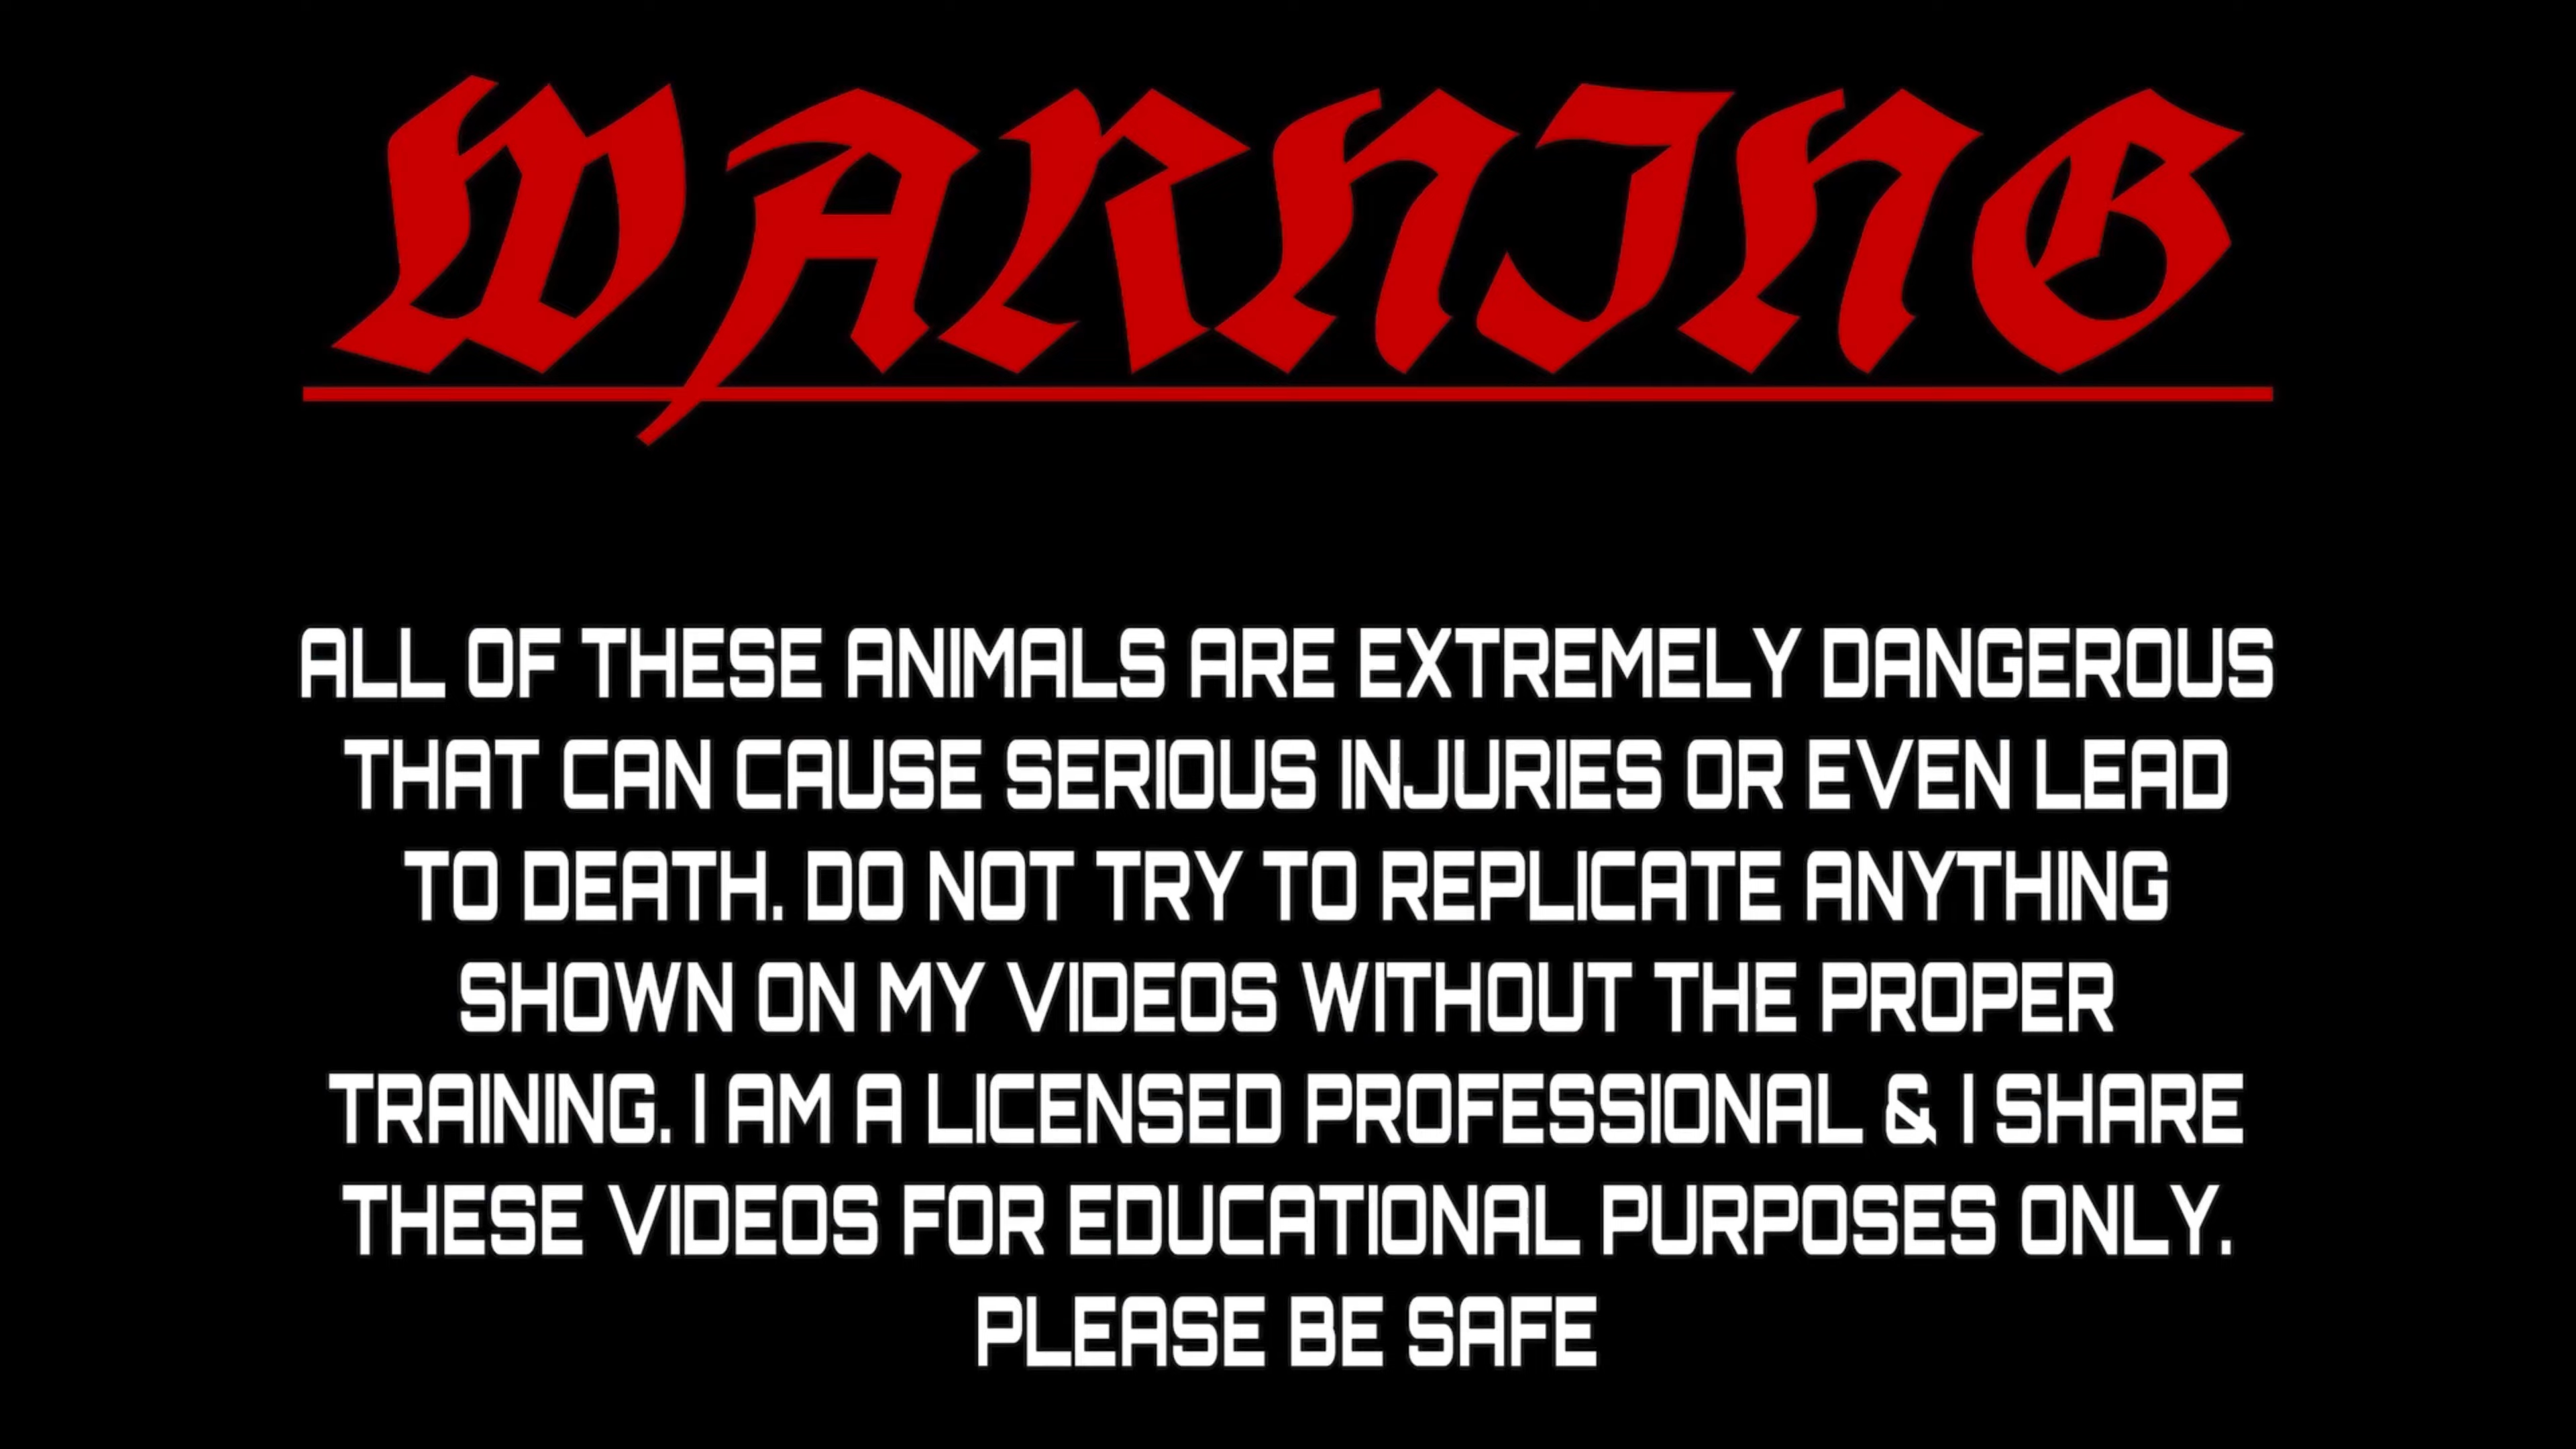 WARNING
ALL OF THESE ANIMALS ARE EXTREMELY DANGEROUS
THAT CAN CAUSE SERIOUS INJURIES OR EVEN LEAD
TO DEATH. DO NOT TRY TO REPLICATE ANYTHING
SHOWN ON MY VIDEOS WITHOUT THE PROPER
TRAINING. I AM A LICENSED PROFESSIONAL & I SHARE
THESE VIDEOS FOR EDUCATIONAL PURPOSES ONLY.
PLEASE BE SAFE